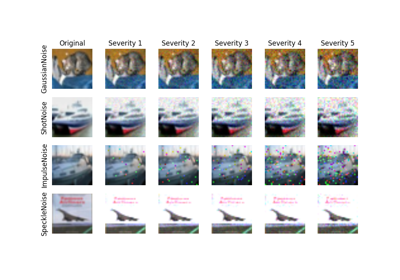 Original Severity 1 Severity 2 Severity 3 Severity 4 Severity 5
GaussianNoise
ShotNoise
ImpulseNoise
SpeckleNoise